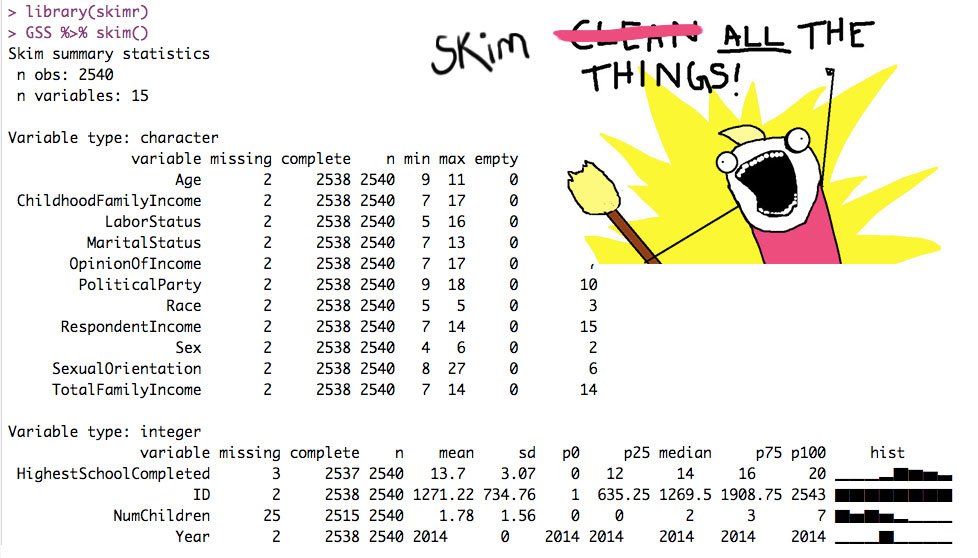 > library(skimr)
> GSS %>% skim()
Skim summary statistics
n obs: 2540
n variables: 15
SKim CLEAN ALL THE
THINGS!
Variable type: character
variable missing complete n min max empty
Age 2 2538 2540 9 11 0
ChildhoodFamilyIncome 2 2538 2540 7 17 0
LaborStatus 2 2538 2540 5 16 0
MaritalStatus 2 2538 2540 7 13 0
OpinionOfIncome 2 2538 2540 7 17 0
PoliticalParty 2 2538 2540 9 18 0 10
Race 2 2538 2540 5 5 0 3
RespondentIncome 2 2538 2540 7 14 0 15
Sex 2 2538 2540 4 6 0 2
SexualOrientation 2 2538 2540 8 27 0 6
TotalFamilyIncome 2 2538 2540 7 14 0 14
Variable type: integer
variable missing complete n mean sd p0 p25 median p75 p100 hist
HighestSchoolCompleted 3 2537 2540 13.7 3.07 0 12 14 16 20
ID 2 2538 2540 1271.22 734.76 1 635.25 1269.5 1908.75 2543
NumChildren 25 2515 2540 1.78 1.56 0 0 2 3 7
Year 2 2538 2540 2014 0 2014 2014 2014 2014 2014